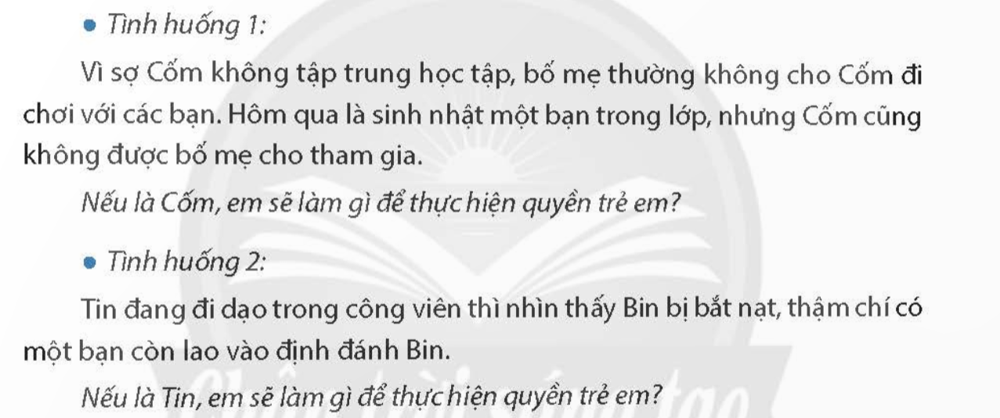 • Tình huống 1:
Vì sợ Cốm không tập trung học tập, bố mẹ thường không cho Cốm đi
chơi với các bạn. Hôm qua là sinh nhật một bạn trong lớp, nhưng Cốm cũng
không được bố mẹ cho tham gia.
Nếu là Cốm, em sẽ làm gì để thực hiện quyền trẻ em?
• Tình huống 2:
Tin đang đi dạo trong công viên thì nhìn thấy Bin bị bắt nạt, thậm chí có
một bạn còn lao vào định đánh Bin.
Nếu là Tin, em sẽ làm gì để thực hiện quyền trẻ em?
Chân trời sáng tạo